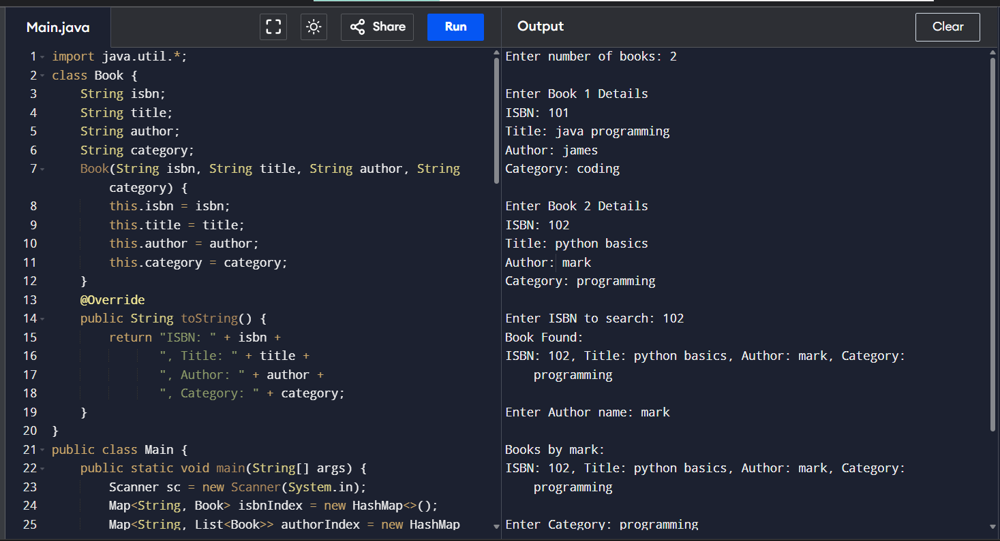 Main.java
Share
Run
Output
Clear
1 import java.util.*;
2 class Book {
3 String isbn;
4 String title;
5 String author;
6 String category;
7 Book(String isbn, String title, String author, String
category) {
8 this.isbn = isbn;
9 this.title = title;
10 this.author = author;
11 this.category = category;
12 }
13 @Override
14 public String toString() {
15 return "ISBN: " + isbn +
16 ", Title: " + title +
17 ", Author: " + author +
18 ", Category: " + category;
19 }
20 }
21 public class Main {
22 public static void main(String[] args) {
23 Scanner sc = new Scanner(System.in);
24 Map<String, Book> isbnIndex = new HashMap<>();
25 Map<String, List<Book>> authorIndex = new HashMap
Enter number of books: 2
Enter Book 1 Details
ISBN: 101
Title: java programming
Author: james
Category: coding
Enter Book 2 Details
ISBN: 102
Title: python basics
Author: mark
Category: programming
Enter ISBN to search: 102
Book Found:
ISBN: 102, Title: python basics, Author: mark, Category:
programming
Enter Author name: mark
Books by mark:
ISBN: 102, Title: python basics, Author: mark, Category:
programming
Enter Category: programming